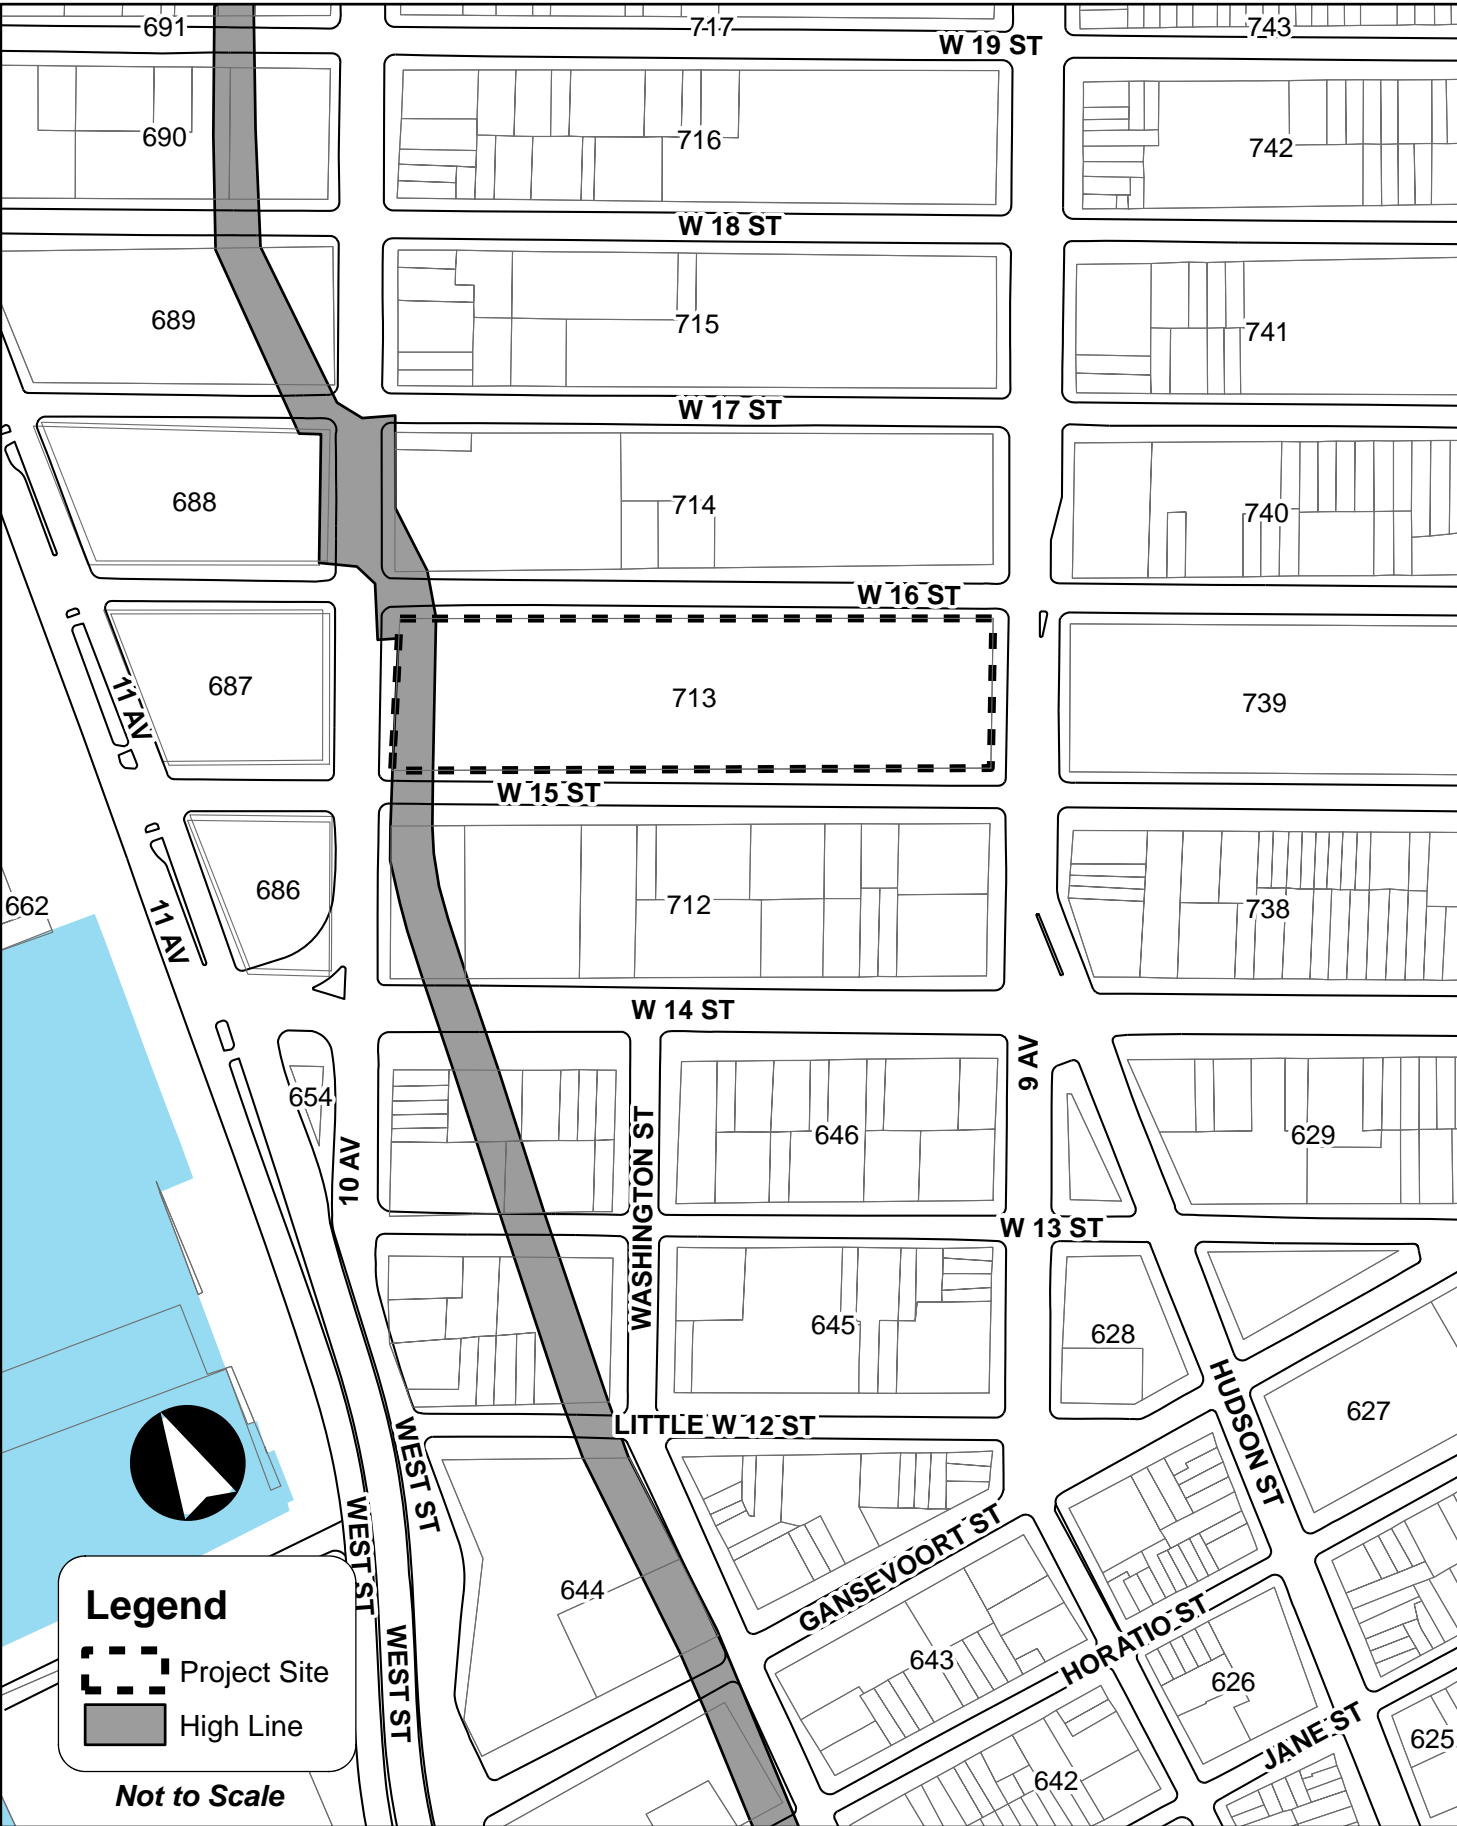 691
717
743
W 19 ST
690
716
742
W 18 ST
689
715
741
W 17 ST
688
714
740
W 16 ST
687
713
739
11 AV
W 15 ST
686
712
738
662
11 AV
W 14 ST
9 AV
654
646
629
10 AV
WASHINGTON ST
W 13 ST
645
628
HUDSON ST
627
LITTLE W 12 ST
WEST ST
WEST ST
GANSEVOORT ST
644
643
HORATIO ST
626
WEST ST
JANE ST
625
642
Legend
Project Site
High Line
Not to Scale